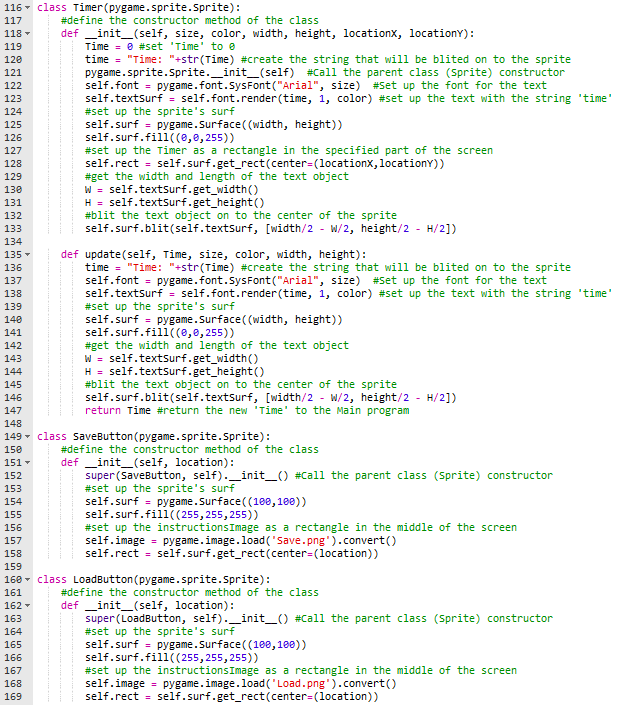 116 class Timer(pygame.sprite.Sprite):
117     #define the constructor method of the class
118     def __init__(self, size, color, width, height, locationX, locationY):
119         Time = 0 #set 'Time' to 0
120         time = "Time: "+str(Time) #create the string that will be blited on to the sprite
121         pygame.sprite.Sprite.__init__(self)  #Call the parent class (Sprite) constructor
122         self.font = pygame.font.SysFont("Arial", size)  #Set up the font for the text
123         self.textSurf = self.font.render(time, 1, color) #set up the text with the string 'time'
124         #set up the sprite's surf
125         self.surf = pygame.Surface((width, height))
126         self.surf.fill((0,0,255))
127         #set up the Timer as a rectangle in the specified part of the screen
128         self.rect = self.surf.get_rect(center=(locationX,locationY))
129         #get the width and length of the text object
130         W = self.textSurf.get_width()
131         H = self.textSurf.get_height()
132         #blit the text object on to the center of the sprite
133         self.surf.blit(self.textSurf, [width/2 - W/2, height/2 - H/2])
134
135     def update(self, Time, size, color, width, height):
136         time = "Time: "+str(Time) #create the string that will be blited on to the sprite
137         self.font = pygame.font.SysFont("Arial", size)  #Set up the font for the text
138         self.textSurf = self.font.render(time, 1, color) #set up the text with the string 'time'
139         #set up the sprite's surf
140         self.surf = pygame.Surface((width, height))
141         self.surf.fill((0,0,255))
142         #get the width and length of the text object
143         W = self.textSurf.get_width()
144         H = self.textSurf.get_height()
145         #blit the text object on to the center of the sprite
146         self.surf.blit(self.textSurf, [width/2 - W/2, height/2 - H/2])
147         return Time #return the new 'Time' to the Main program
148
149 class SaveButton(pygame.sprite.Sprite):
150     #define the constructor method of the class
151     def __init__(self, location):
152         super(SaveButton, self).__init__() #Call the parent class (Sprite) constructor
153         #set up the sprite's surf
154         self.surf = pygame.Surface((100,100))
155         self.surf.fill((255,255,255))
156         #set up the instructionsImage as a rectangle in the middle of the screen
157         self.image = pygame.image.load('Save.png').convert()
158         self.rect = self.surf.get_rect(center=(location))
159
160 class LoadButton(pygame.sprite.Sprite):
161     #define the constructor method of the class
162     def __init__(self, location):
163         super(LoadButton, self).__init__() #Call the parent class (Sprite) constructor
164         #set up the sprite's surf
165         self.surf = pygame.Surface((100,100))
166         self.surf.fill((255,255,255))
167         #set up the instructionsImage as a rectangle in the middle of the screen
168         self.image = pygame.image.load('Load.png').convert()
169         self.rect = self.surf.get_rect(center=(location))